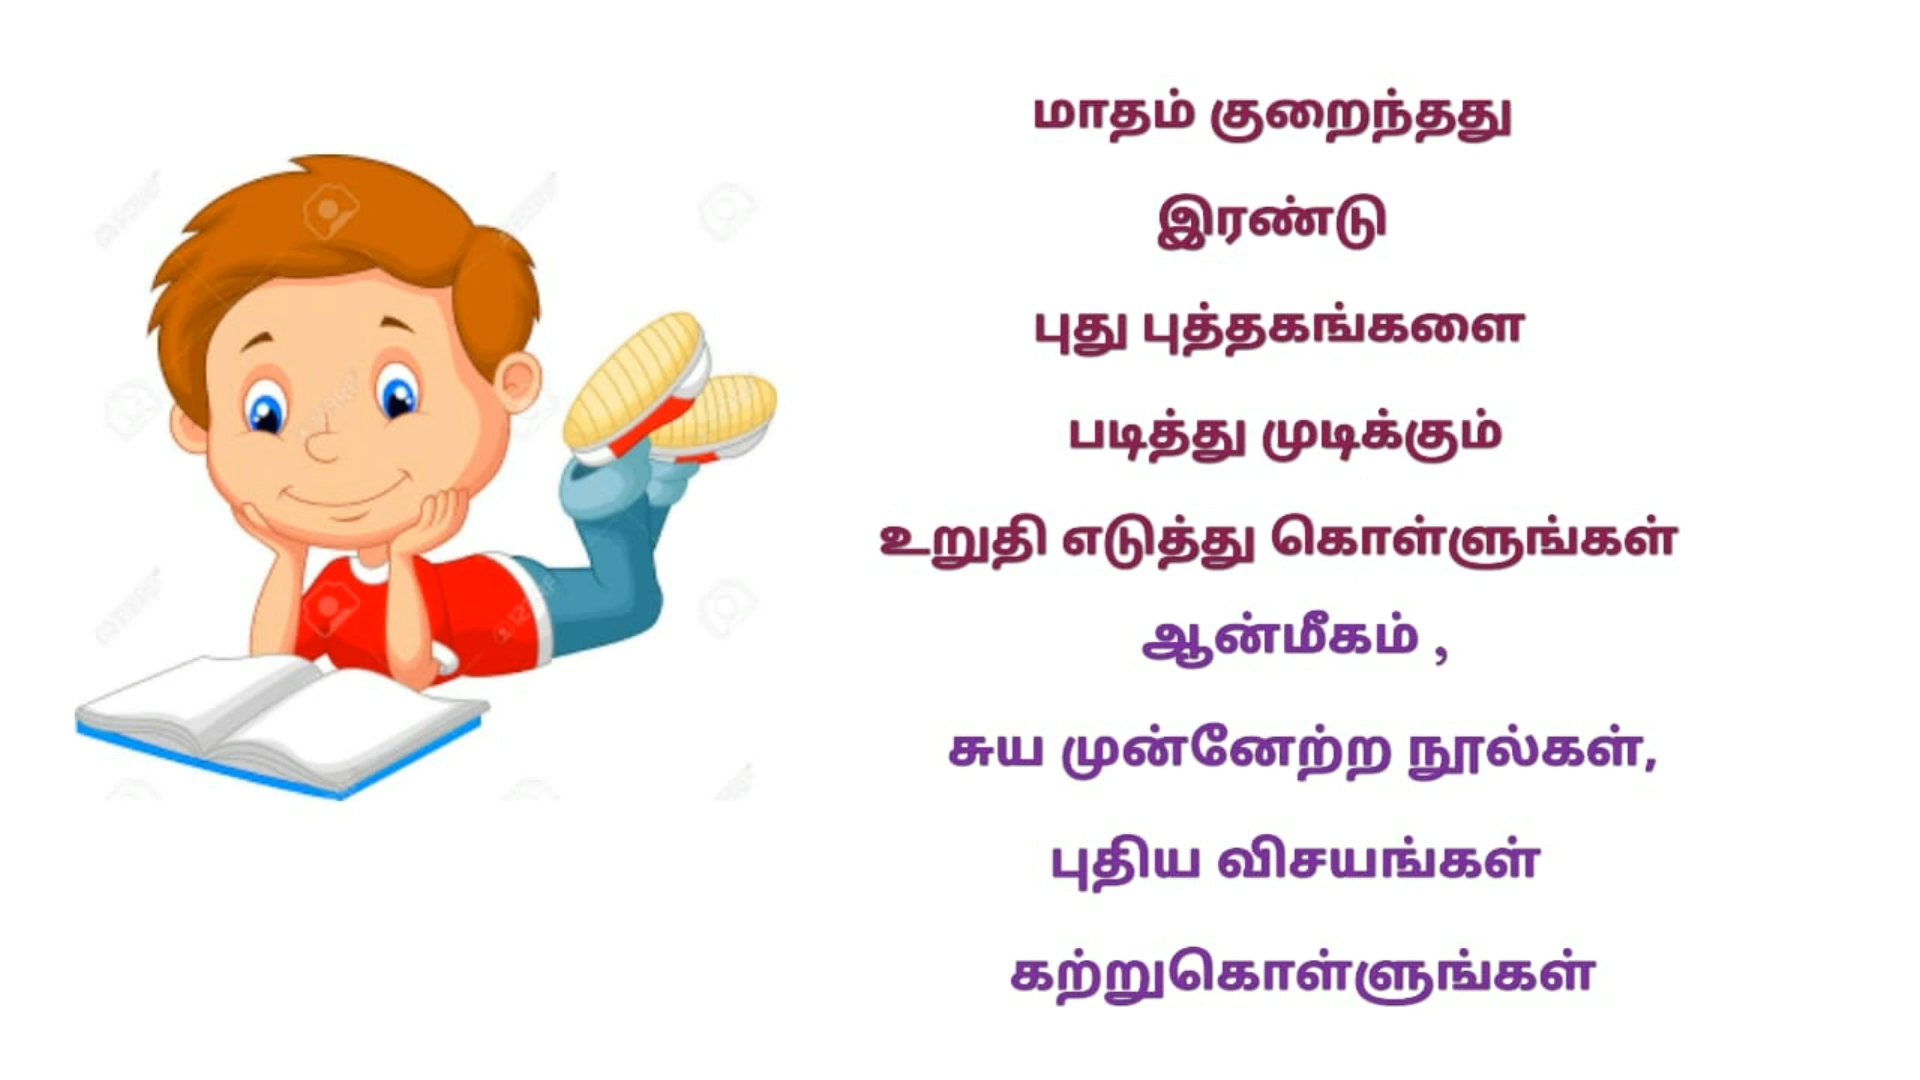 மாதம் குறைந்தது
இரண்டு
புது புத்தகங்களை
படித்து முடிக்கும்
உறுதி எடுத்து கொள்ளுங்கள்
ஆன்மீகம் ,
சுய முன்னேற்ற நூல்கள்,
புதிய விசயங்கள்
கற்றுகொள்ளுங்கள்